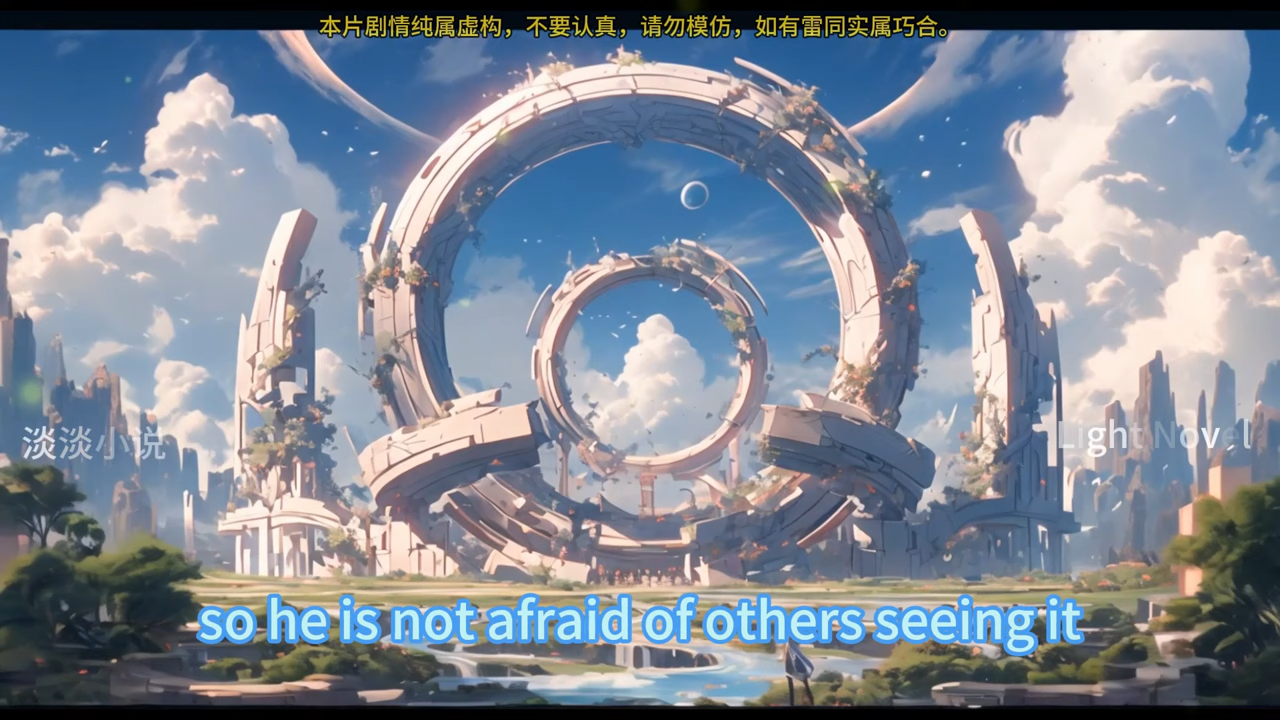 本片剧情纯属虚构，不要认真，请勿模仿，如有雷同实属巧合。
淡淡小说
Light Novel
so he is not afraid of others seeing it